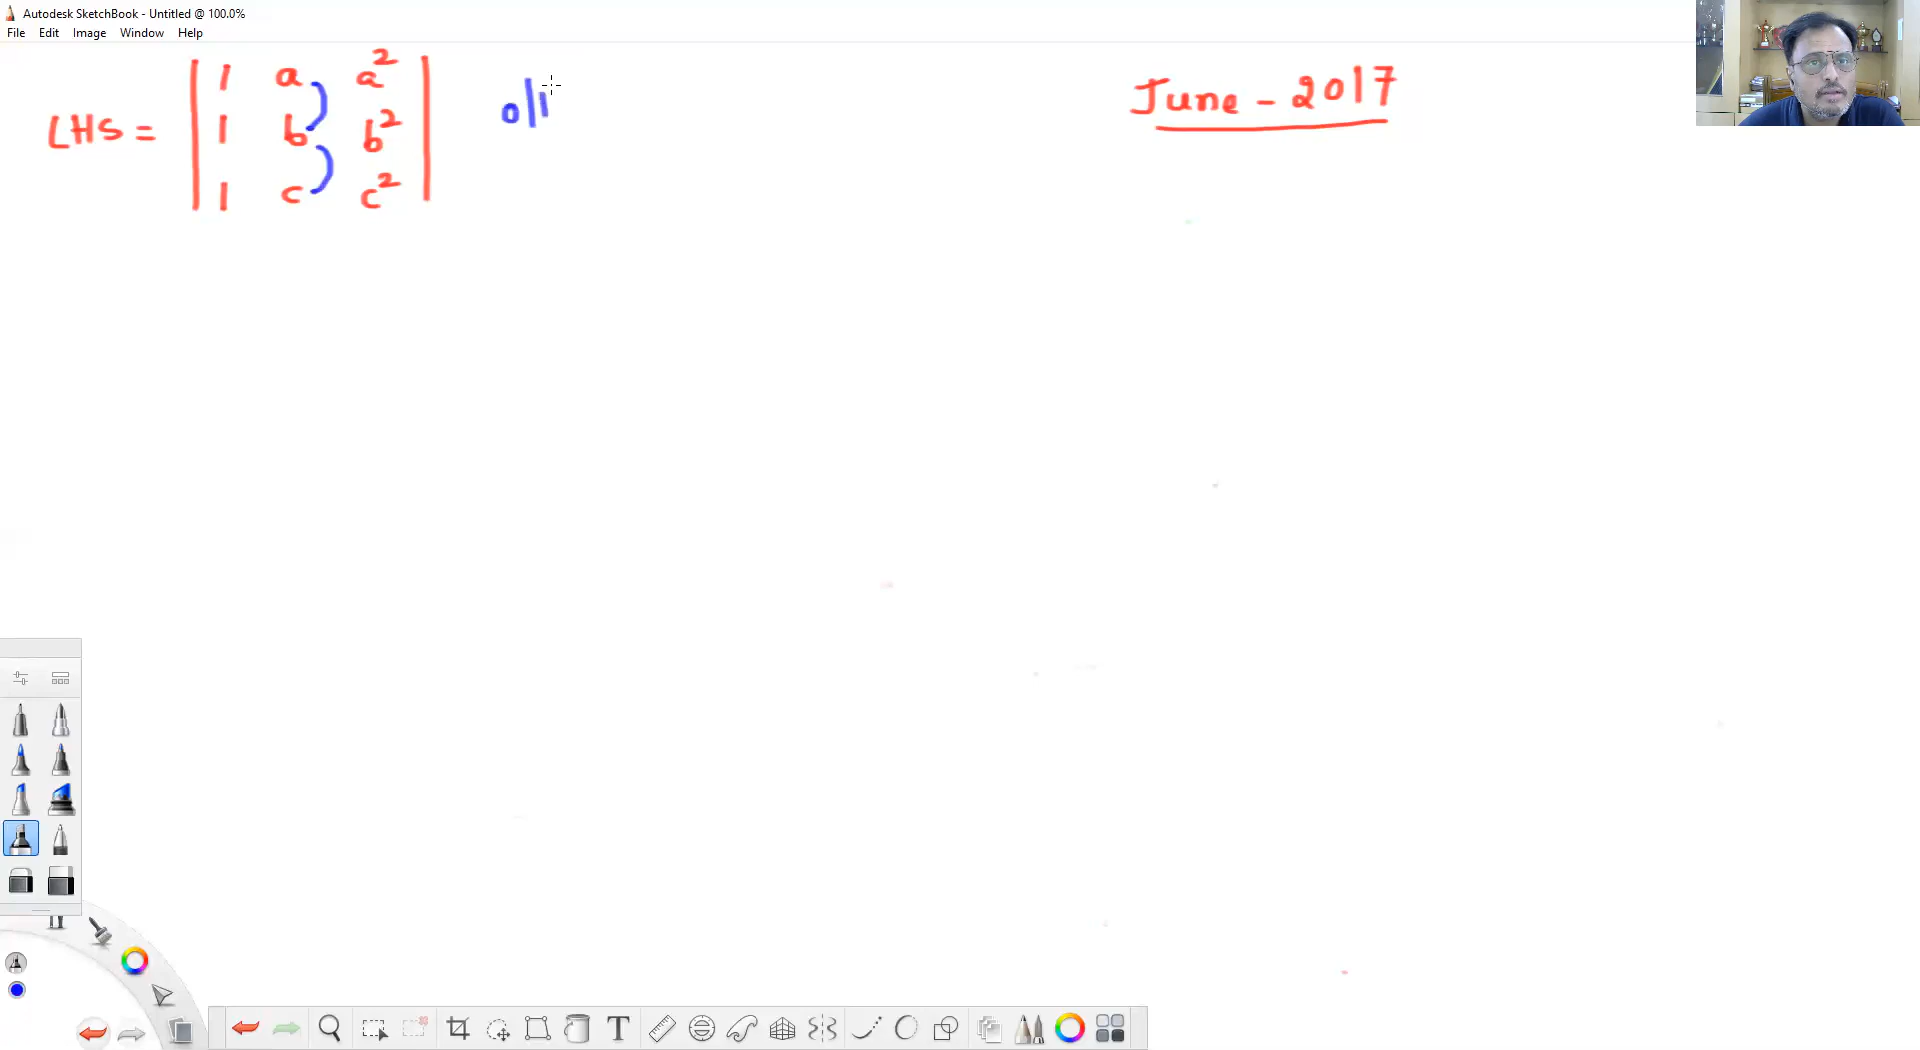 Autodesk SketchBook - Untitled @ 100.0%
File Edit Image Window Help
LHS = | 1 a a² |
| 1 b b² |
| 1 c c² |
June - 2017
T